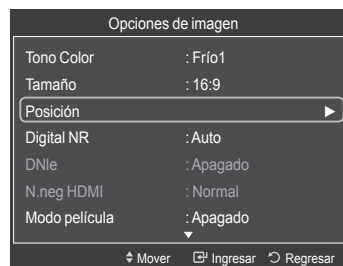 Opciones de imagen
Tono Color : Frío1
Tamaño : 16:9
Posición
Digital NR : Auto
DNIe : Apagado
N.neg HDMI : Normal
Modo película : Apagado
Mover Ingresar Regresar